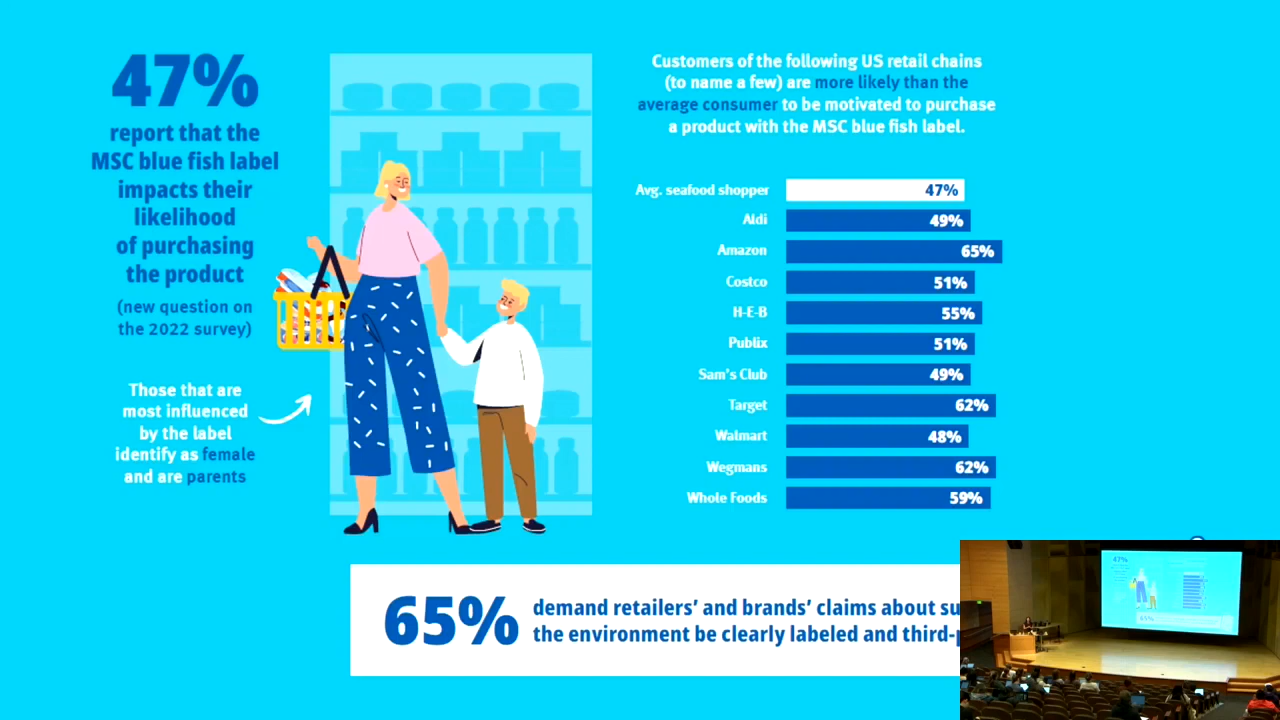 47%
report that the
MSC blue fish label
impacts their
likelihood
of purchasing
the product
(new question on
the 2022 survey)
Those that are
most influenced
by the label
identify as female
and are parents
Customers of the following US retail chains
(to name a few) are more likely than the
average consumer to be motivated to purchase
a product with the MSC blue fish label.
Avg. seafood shopper 47%
Aldi 49%
Amazon 65%
Costco 51%
H-E-B 55%
Publix 51%
Sam's Club 49%
Target 62%
Walmart 48%
Wegmans 62%
Whole Foods 59%
65%
demand retailers' and brands' claims about
the environment be clearly labeled and
47%
65%